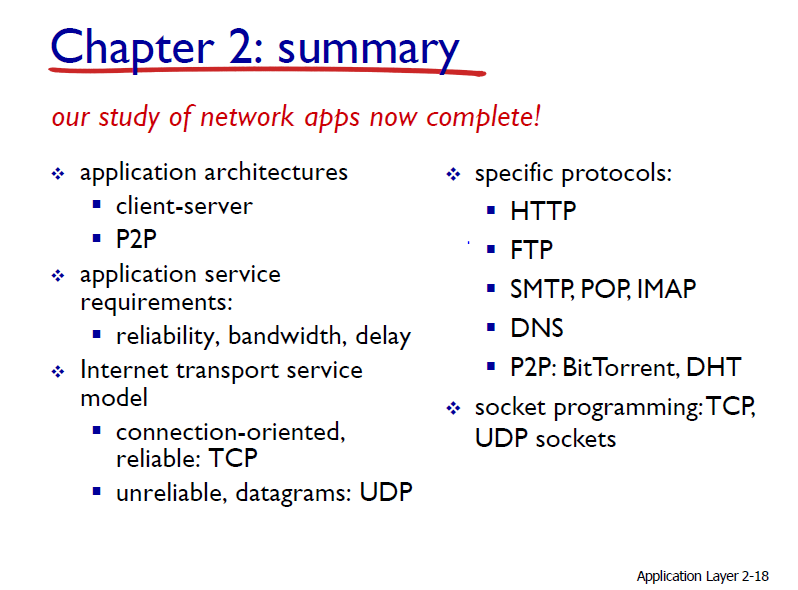 Chapter 2: summary
our study of network apps now complete!
application architectures
client-server
P2P
application service
requirements:
reliability, bandwidth, delay
Internet transport service
model
connection-oriented,
reliable: TCP
unreliable, datagrams: UDP
specific protocols:
HTTP
FTP
SMTP, POP, IMAP
DNS
P2P: BitTorrent, DHT
socket programming: TCP,
UDP sockets
Application Layer 2-18